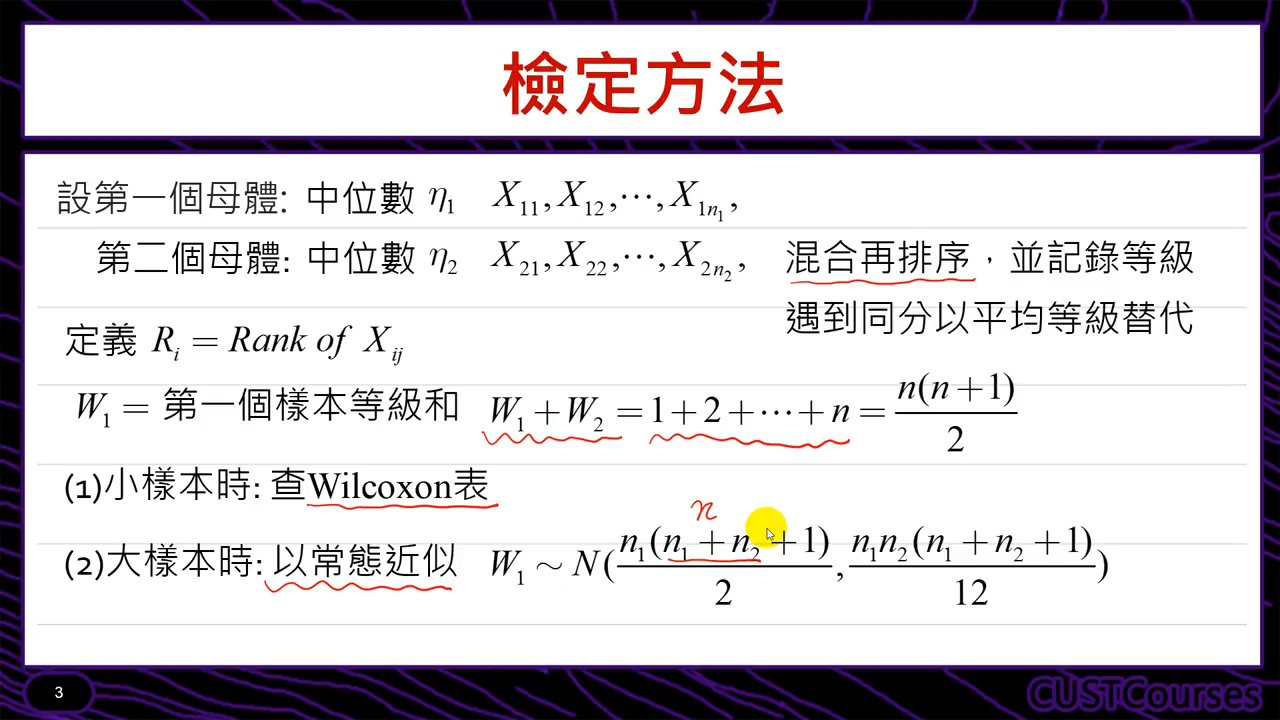 檢定方法
設第一個母體: 中位數 η₁ X₁₁, X₁₂, ⋯, X₁ₙ₁,
第二個母體: 中位數 η₂ X₂₁, X₂₂, ⋯, X₂ₙ₂, 混合再排序，並記錄等級
遇到同分以平均等級替代
定義 Rᵢ = Rank of Xᵢⱼ
W₁ = 第一個樣本等級和 W₁ + W₂ = 1 + 2 + ⋯ + n = n(n + 1)/2
(1)小樣本時: 查Wilcoxon表
n
(2)大樣本時: 以常態近似 W₁ ~ N(n₁(n₁ + n₂ + 1)/2, n₁n₂(n₁ + n₂ + 1)/12)
3
CUSTCourses